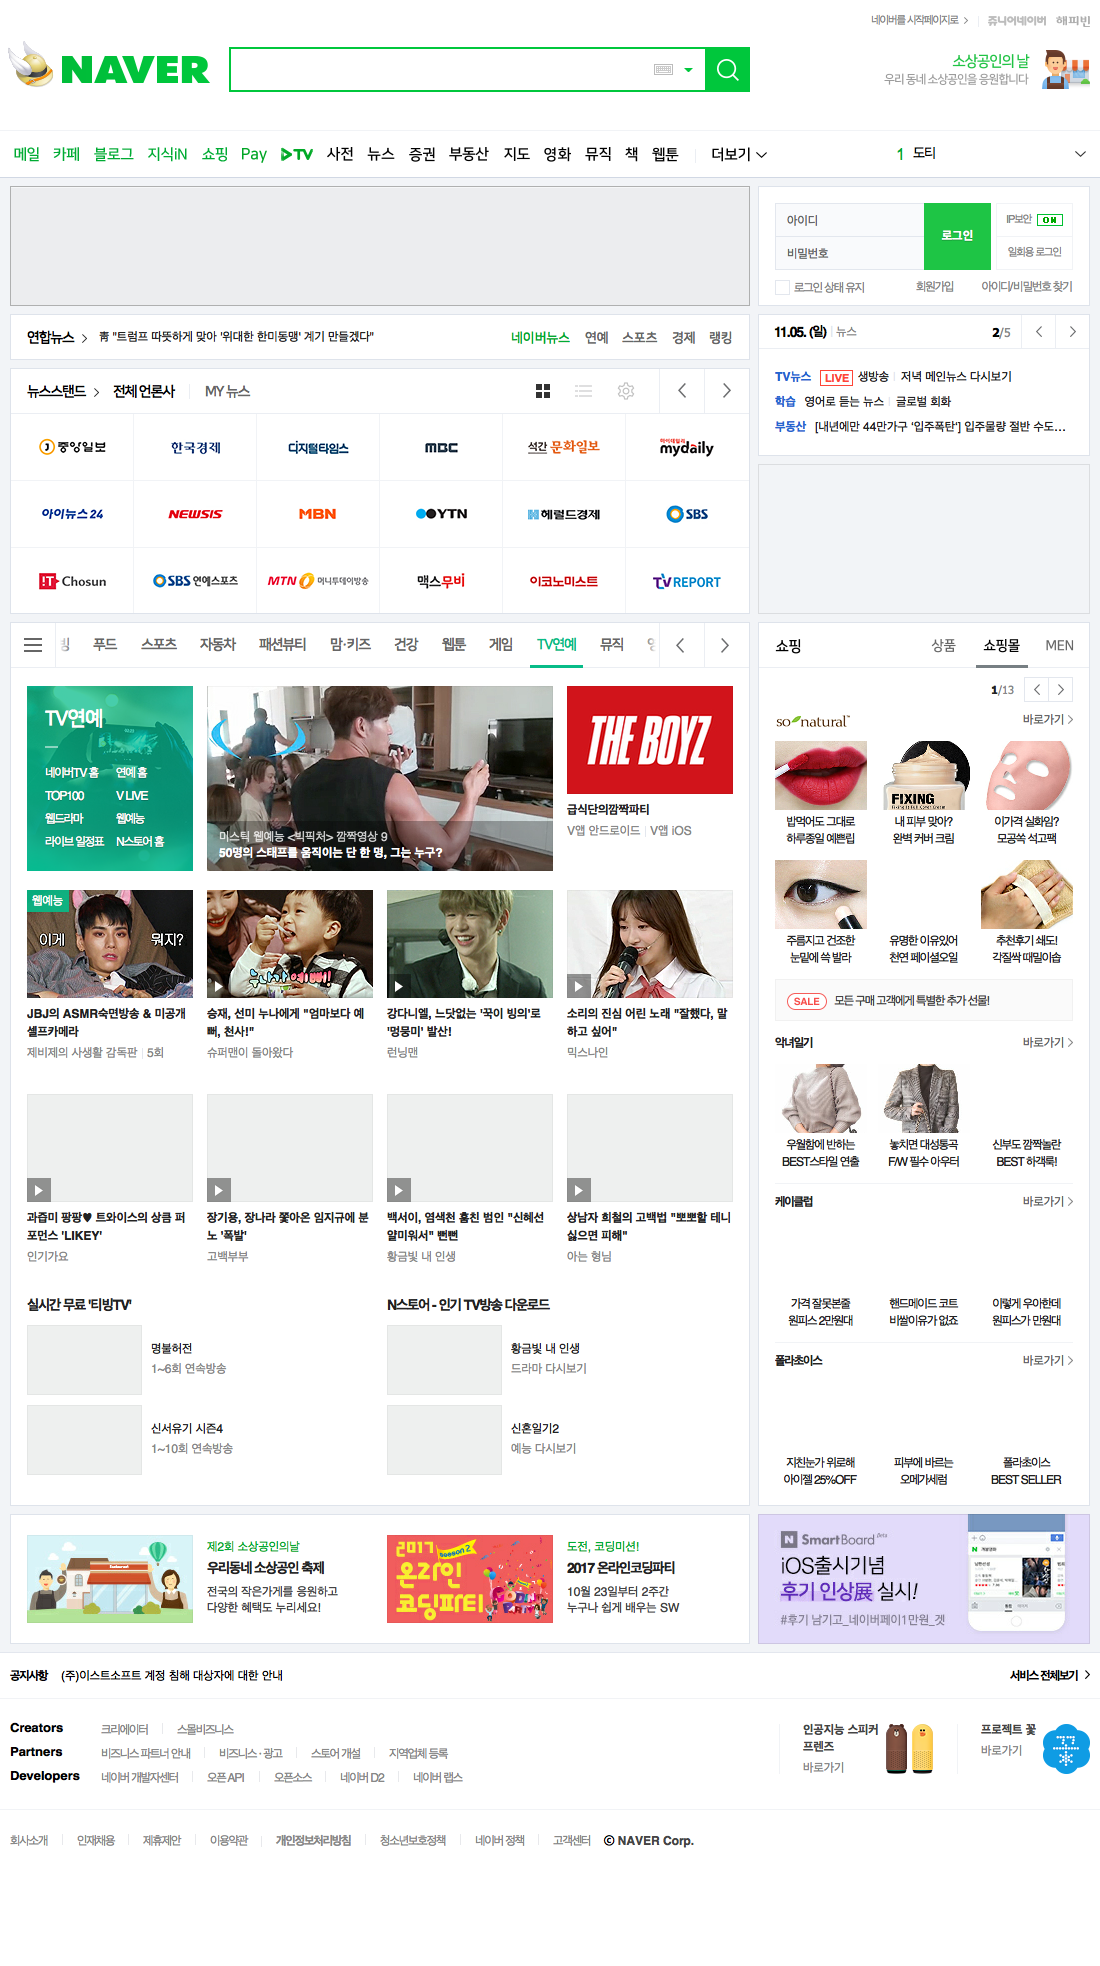 네이버를 시작페이지로
쥬니어네이버 해피빈
NAVER
소상공인의 날
우리 동네 소상공인을 응원합니다
메일 카페 블로그 지식iN 쇼핑 Pay TV 사전 뉴스 증권 부동산 지도 영화 뮤직 책 웹툰 더보기
1 도티
아이디
비밀번호
로그인
IP보안 ON
일회용 로그인
로그인 상태 유지 회원가입 아이디/비밀번호 찾기
연합뉴스 靑 "트럼프 따뜻하게 맞아 '위대한 한미동맹' 계기 만들겠다"
네이버뉴스 연예 스포츠 경제 랭킹
11.05. (일) 뉴스 2/5
TV뉴스 LIVE 생방송 저녁 메인뉴스 다시보기
학습 영어로 듣는 뉴스 글로벌 회화
부동산 [내년에만 44만가구 '입주폭탄'] 입주물량 절반 수도...
뉴스스탠드 전체 언론사 MY 뉴스
중앙일보 한국경제 디지털타임스 MBC 석간 문화일보 마이데일리 mydaily
아이뉴스24 NEWSIS MBN YTN 헤럴드경제 SBS
IT Chosun SBS 연예스포츠 MTN 머니투데이방송 맥스무비 이코노미스트 TV REPORT
푸드 스포츠 자동차 패션뷰티 맘·키즈 건강 웹툰 게임 TV연예 뮤직
TV연예
네이버TV 홈 연예 홈
TOP100 V LIVE
웹드라마 웹예능
라이브 일정표 N스토어 홈
미스틱 웹예능 <빅픽처> 깜짝영상 9
50명의 스태프를 움직이는 단 한 명, 그는 누구?
THE BOYZ
급식단의깜짝파티
V앱 안드로이드 V앱 iOS
웹예능
이게 뭐지?
누나가 예뻐!
JBJ의 ASMR숙면방송 & 미공개 셀프카메라
제비제의 사생활 감독판 5회
승재, 선미 누나에게 "엄마보다 예뻐, 천사!"
슈퍼맨이 돌아왔다
강다니엘, 느닷없는 '꾹이 빙의'로 '멍뭉미' 발산!
런닝맨
소리의 진심 어린 노래 "잘했다, 말하고 싶어"
믹스나인
과즙미 팡팡♥ 트와이스의 상큼 퍼포먼스 'LIKEY'
인기가요
장기용, 장나라 쫓아온 임지규에 분노 '폭발'
고백부부
백서이, 염색천 훔친 범인 "신혜선 얄미워서" 뻔뻔
황금빛 내 인생
상남자 희철의 고백법 "뽀뽀할 테니 싫으면 피해"
아는 형님
실시간 무료 '티방TV'
명불허전
1~6회 연속방송
신서유기 시즌4
1~10회 연속방송
N스토어 - 인기 TV방송 다운로드
황금빛 내 인생
드라마 다시보기
신혼일기2
예능 다시보기
쇼핑 상품 쇼핑몰 MEN
1/13
so natural 바로가기
FIXING
밥먹어도 그대로
하루종일 예쁜립
내 피부 맞아?
완벽 커버 크림
이가격 실화임?
모공쏙 석고팩
주름지고 건조한
눈밑에 쓱 발라
유명한 이유있어
천연 페이셜오일
추천후기 쇄도!
각질싹 때밀이솝
SALE 모든 구매 고객에게 특별한 추가 선물!
악녀일기 바로가기
우월함에 반하는
BEST스타일 연출
놓치면 대성통곡
F/W 필수 아우터
신부도 깜짝놀란
BEST 하객룩!
케이클럽 바로가기
가격 잘못본줄
원피스 2만원대
핸드메이드 코트
비쌀이유가 없죠
이렇게 우아한데
원피스가 만원대
폴라초이스 바로가기
지친눈가 위로해
아이젤 25%OFF
피부에 바르는
오메가세럼
폴라초이스
BEST SELLER
제2회 소상공인의날
우리동네 소상공인 축제
전국의 작은가게를 응원하고
다양한 혜택도 누리세요!
2017 season 2
온라인
코딩파티
도전, 코딩미션!
2017 온라인코딩파티
10월 23일부터 2주간
누구나 쉽게 배우는 SW
N SmartBoard Beta
iOS출시기념
후기 인상展 실시!
#후기 남기고_네이버페이1만원_겟
공지사항 (주)이스트소프트 계정 침해 대상자에 대한 안내
서비스 전체보기
Creators 크리에이터 스몰비즈니스
Partners 비즈니스 파트너 안내 비즈니스 · 광고 스토어 개설 지역업체 등록
Developers 네이버 개발자센터 오픈 API 오픈소스 네이버 D2 네이버 랩스
인공지능 스피커
프렌즈
바로가기
프로젝트 꽃
바로가기
회사소개 인재채용 제휴제안 이용약관 개인정보처리방침 청소년보호정책 네이버 정책 고객센터 © NAVER Corp.